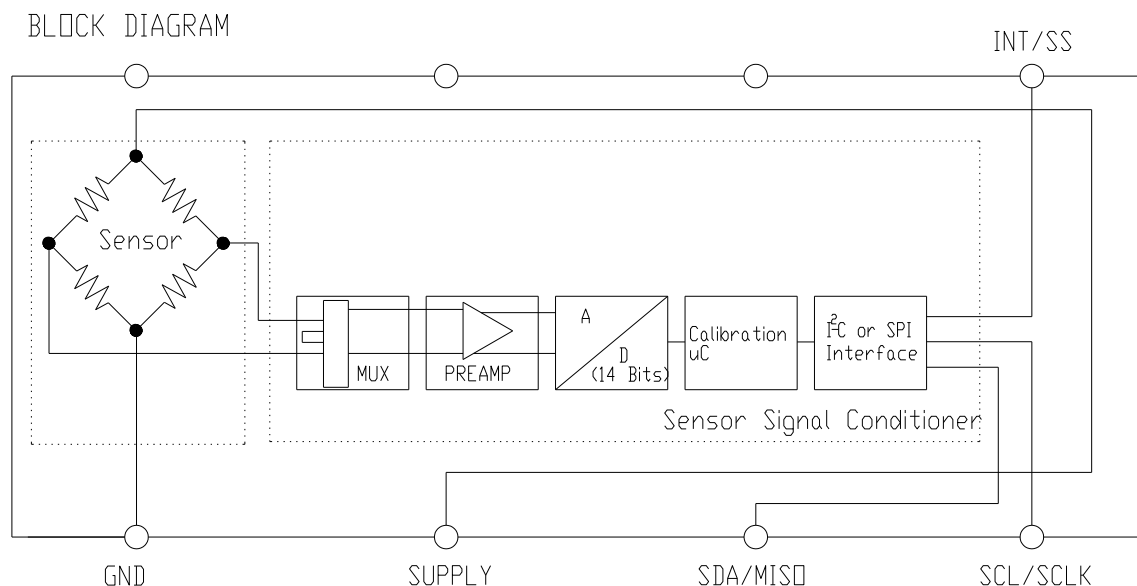 BLOCK DIAGRAM
INT/SS
Sensor
MUX
PREAMP
A
D
(14 Bits)
Calibration
uC
I²C or SPI
Interface
Sensor Signal Conditioner
GND
SUPPLY
SDA/MISO
SCL/SCLK